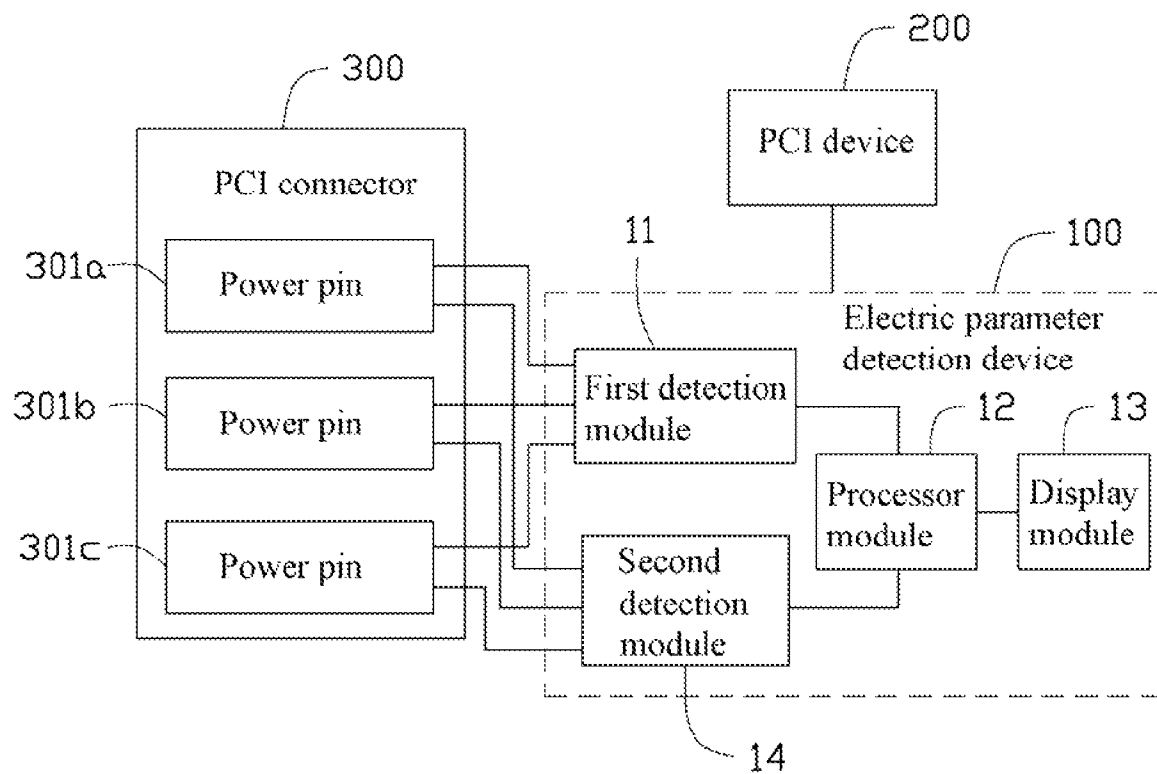 200
300
PCI device
PCI connector
11
100
301a
Power pin
Electric parameter
detection device
First detection
module
301b
Power pin
12
13
Processor
module
Display
module
301c
Power pin
Second
detection
module
14